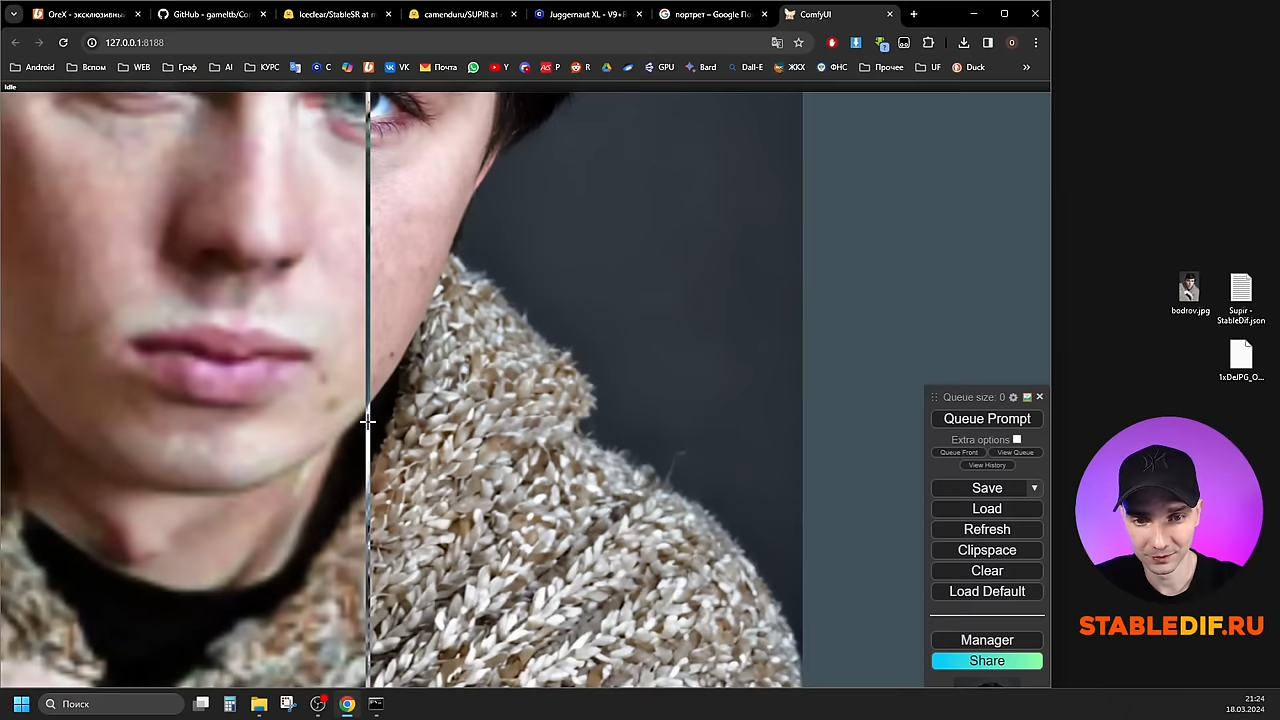 OreX - эксклюзивны
GitHub - gameltb/Cor
Iceclear/StableSR at m
camenduru/SUPIR at
Juggernaut XL - V9+
портрет – Google По
ComfyUI
127.0.0.1:8188
Android
Вспом
WEB
Граф
AI
КУРС
C
VK
Почта
Y
P
R
GPU
Bard
Dall-E
ЖКХ
ФНС
Прочее
UF
Duck
»
Idle
Queue size: 0
Queue Prompt
Extra options
Queue Front
View Queue
View History
Save
Load
Refresh
Clipspace
Clear
Load Default
Manager
Share
bodrov.jpg
Supir -
StableDif.json
1xDeJPG_O...
STABLEDIF.RU
Поиск
21:24
18.03.2024